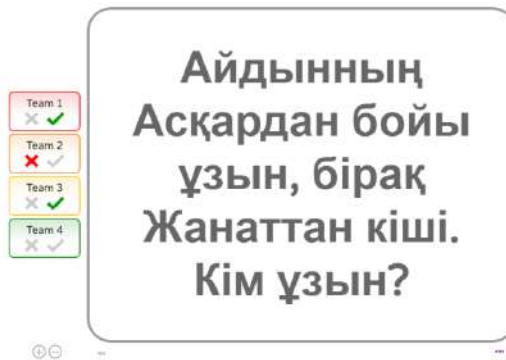 Team 1
Team 2
Team 3
Team 4
Айдынның
Асқардан бойы
ұзын, бірақ
Жанаттан кіші.
Кім ұзын?